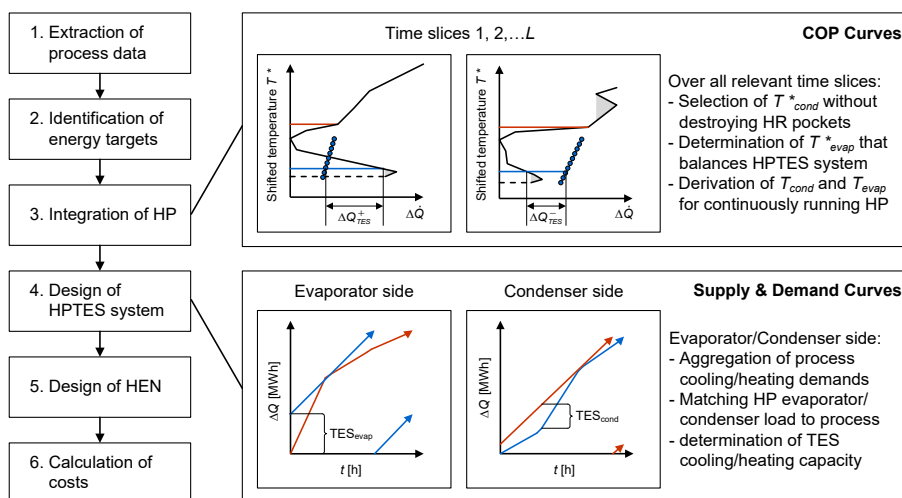 1. Extraction of
process data
2. Identification of
energy targets
3. Integration of HP
4. Design of
HPTES system
5. Design of HEN
6. Calculation of
costs
Time slices 1, 2,…L
COP Curves
Shifted temperature T *
ΔQ̇⁺TES
ΔQ̇
Shifted temperature T *
ΔQ̇⁻TES
ΔQ̇
Over all relevant time slices:
- Selection of T *cond without
destroying HR pockets
- Determination of T *evap that
balances HPTES system
- Derivation of Tcond and Tevap
for continuously running HP
Supply & Demand Curves
Evaporator side
ΔQ [MWh]
TESevap
t [h]
Condenser side
ΔQ [MWh]
TEScond
t [h]
Evaporator/Condenser side:
- Aggregation of process
cooling/heating demands
- Matching HP evaporator/
condenser load to process
- determination of TES
cooling/heating capacity